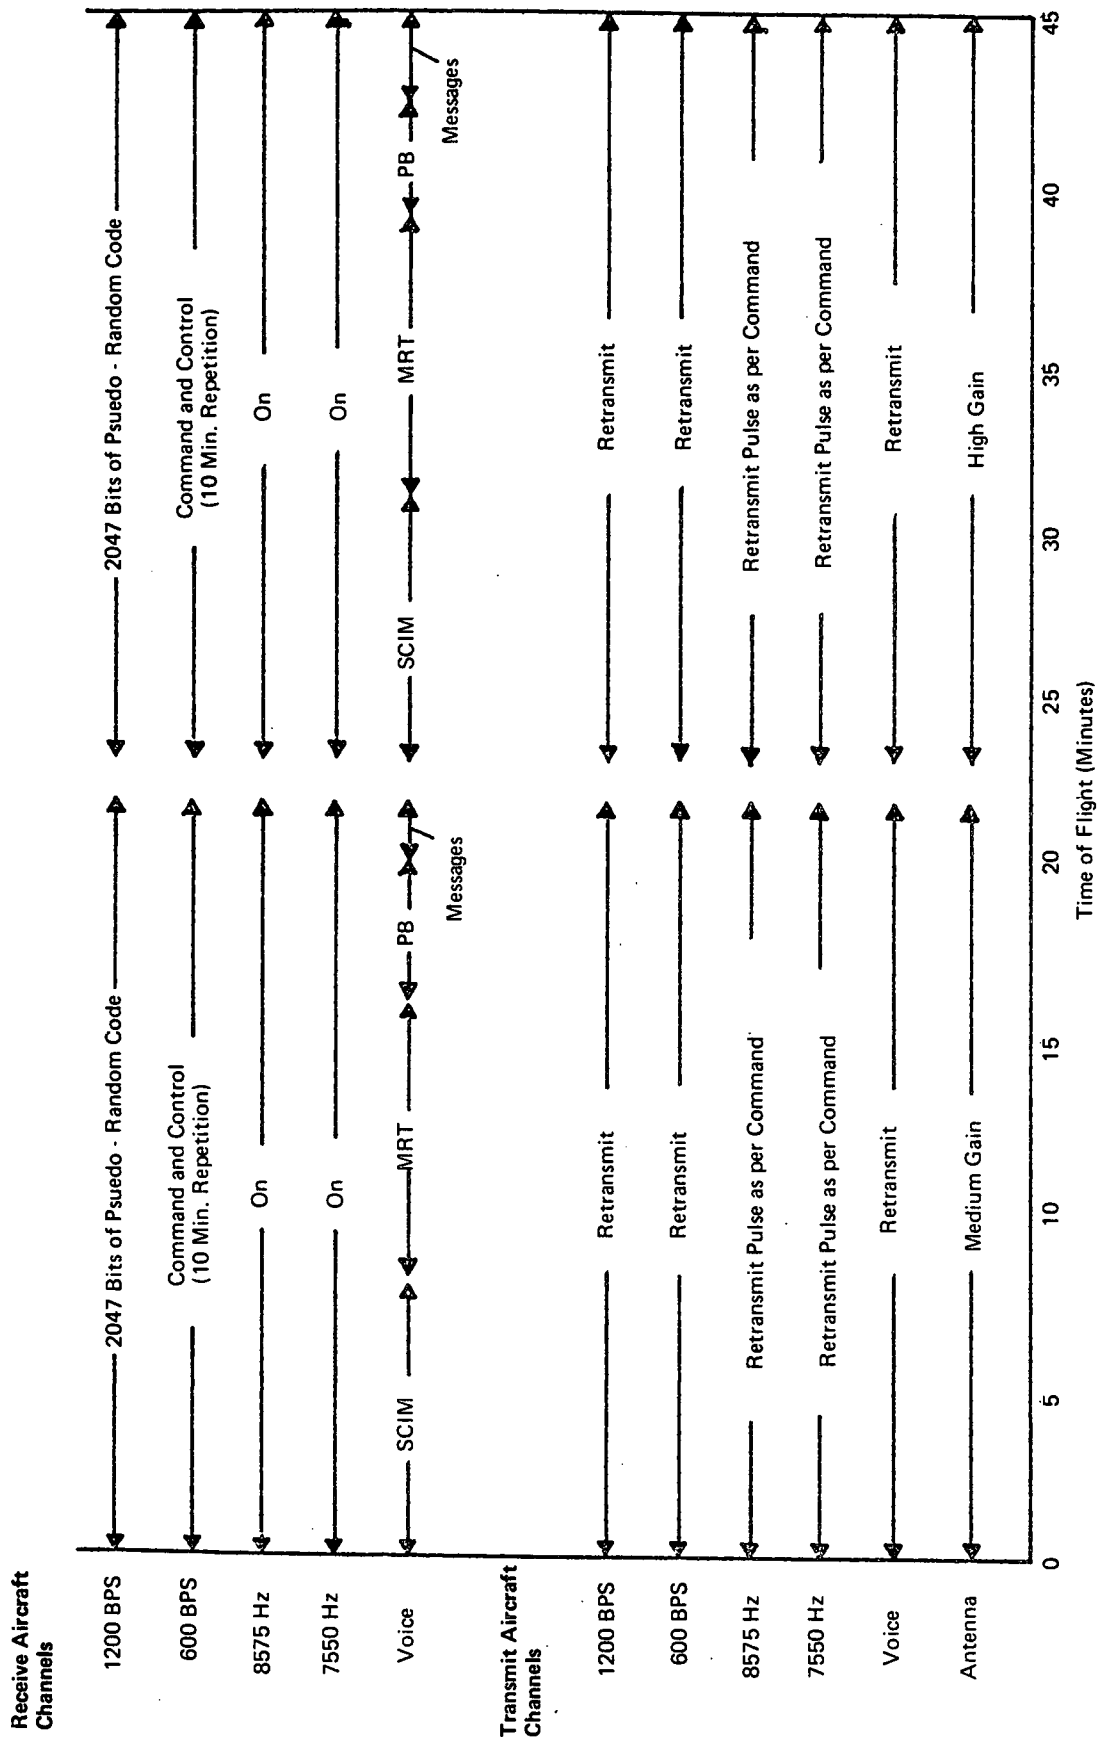 Receive Aircraft
Channels
1200 BPS
2047 Bits of Psuedo - Random Code
2047 Bits of Psuedo - Random Code
600 BPS
Command and Control
(10 Min. Repetition)
Command and Control
(10 Min. Repetition)
8575 Hz
On
On
7550 Hz
On
On
Voice
SCIM
MRT
PB
Messages
SCIM
MRT
PB
Messages
Transmit Aircraft
Channels
1200 BPS
Retransmit
Retransmit
600 BPS
Retransmit
Retransmit
8575 Hz
Retransmit Pulse as per Command
Retransmit Pulse as per Command
7550 Hz
Retransmit Pulse as per Command
Retransmit Pulse as per Command
Voice
Retransmit
Retransmit
Antenna
Medium Gain
High Gain
0 5 10 15 20 25 30 35 40 45
Time of Flight (Minutes)